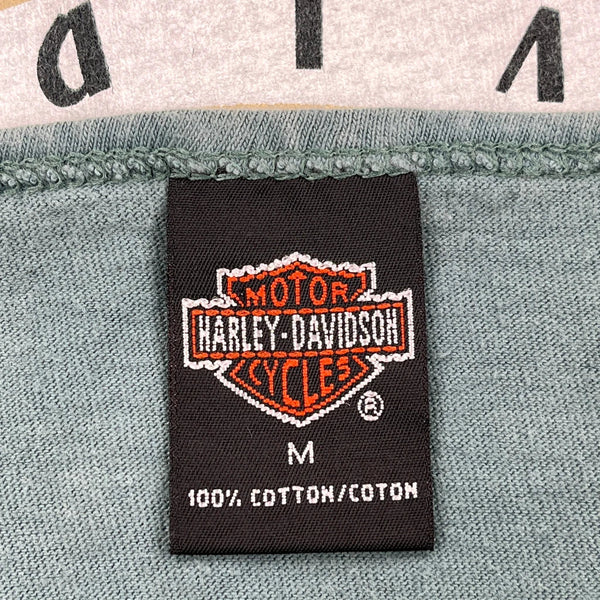 MOTOR
HARLEY-DAVIDSON
CYCLES
®
M
100% COTTON/COTON